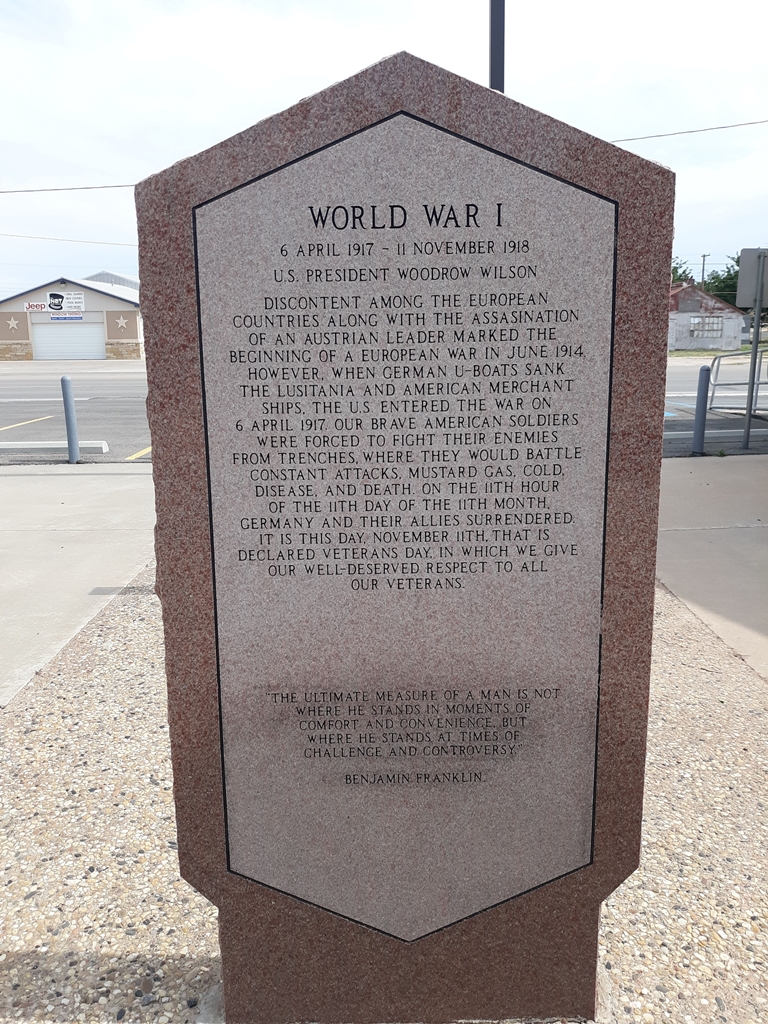 WORLD WAR I
6 APRIL 1917 - 11 NOVEMBER 1918
U.S. PRESIDENT WOODROW WILSON
DISCONTENT AMONG THE EUROPEAN
COUNTRIES ALONG WITH THE ASSASINATION
OF AN AUSTRIAN LEADER MARKED THE
BEGINNING OF A EUROPEAN WAR IN JUNE 1914.
HOWEVER, WHEN GERMAN U-BOATS SANK
THE LUSITANIA AND AMERICAN MERCHANT
SHIPS, THE U.S. ENTERED THE WAR ON
6 APRIL 1917. OUR BRAVE AMERICAN SOLDIERS
WERE FORCED TO FIGHT THEIR ENEMIES
FROM TRENCHES, WHERE THEY WOULD BATTLE
CONSTANT ATTACKS, MUSTARD GAS, COLD,
DISEASE, AND DEATH. ON THE 11TH HOUR
OF THE 11TH DAY OF THE 11TH MONTH,
GERMANY AND THEIR ALLIES SURRENDERED.
IT IS THIS DAY, NOVEMBER 11TH, THAT IS
DECLARED VETERANS DAY, IN WHICH WE GIVE
OUR WELL-DESERVED RESPECT TO ALL
OUR VETERANS.
"THE ULTIMATE MEASURE OF A MAN IS NOT
WHERE HE STANDS IN MOMENTS OF
COMFORT AND CONVENIENCE, BUT
WHERE HE STANDS AT TIMES OF
CHALLENGE AND CONTROVERSY."
BENJAMIN FRANKLIN
Jeep